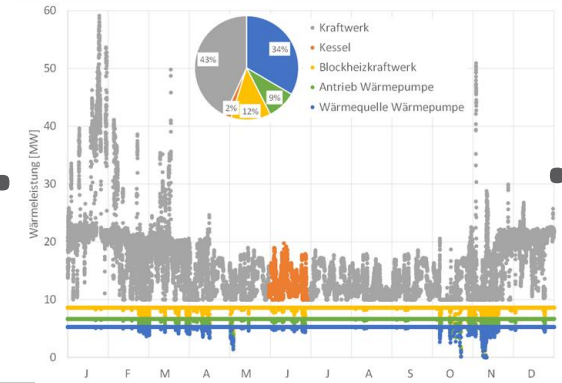 60
50
40
30
20
10
0
Wärmeleistung [MW]
43%
34%
9%
12%
2%
Kraftwerk
Kessel
Blockheizkraftwerk
Antrieb Wärmepumpe
Wärmequelle Wärmepumpe
J F M A M J J A S O N D